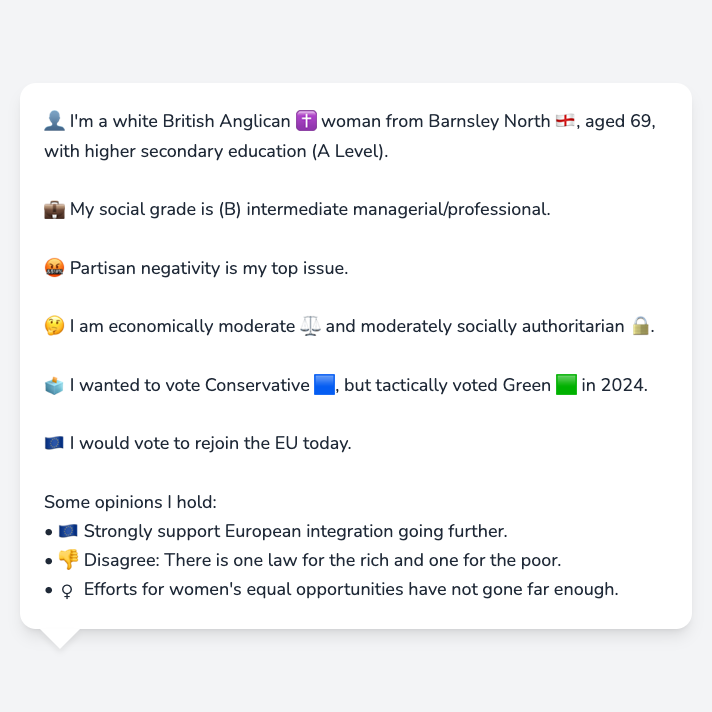 👤 I'm a white British Anglican ✝️ woman from Barnsley North 🏴󠁧󠁢󠁥󠁮󠁧󠁿, aged 69,
with higher secondary education (A Level).
💼 My social grade is (B) intermediate managerial/professional.
🤬 Partisan negativity is my top issue.
🤔 I am economically moderate ⚖️ and moderately socially authoritarian 🔒.
🗳️ I wanted to vote Conservative 🟦, but tactically voted Green 🟩 in 2024.
🇪🇺 I would vote to rejoin the EU today.
Some opinions I hold:
• 🇪🇺 Strongly support European integration going further.
• 👎 Disagree: There is one law for the rich and one for the poor.
• ♀ Efforts for women's equal opportunities have not gone far enough.